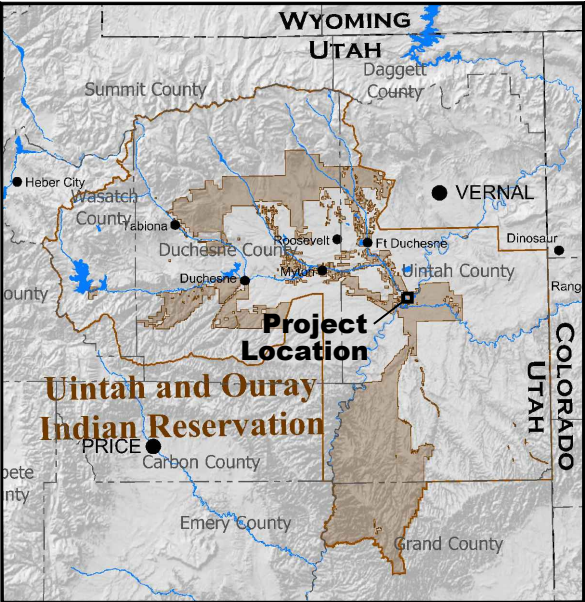 WYOMING
UTAH
Daggett
County
Summit County
Heber City
VERNAL
Wasatch
County
Tabiona
Roosevelt
Ft Duchesne
Dinosaur
Duchesne County
Uintah County
Duchesne
Myton
Rang
ounty
Project
Location
COLORADO
UTAH
Uintah and Ouray
Indian Reservation
PRICE
Carbon County
pete
nty
Emery County
Grand County